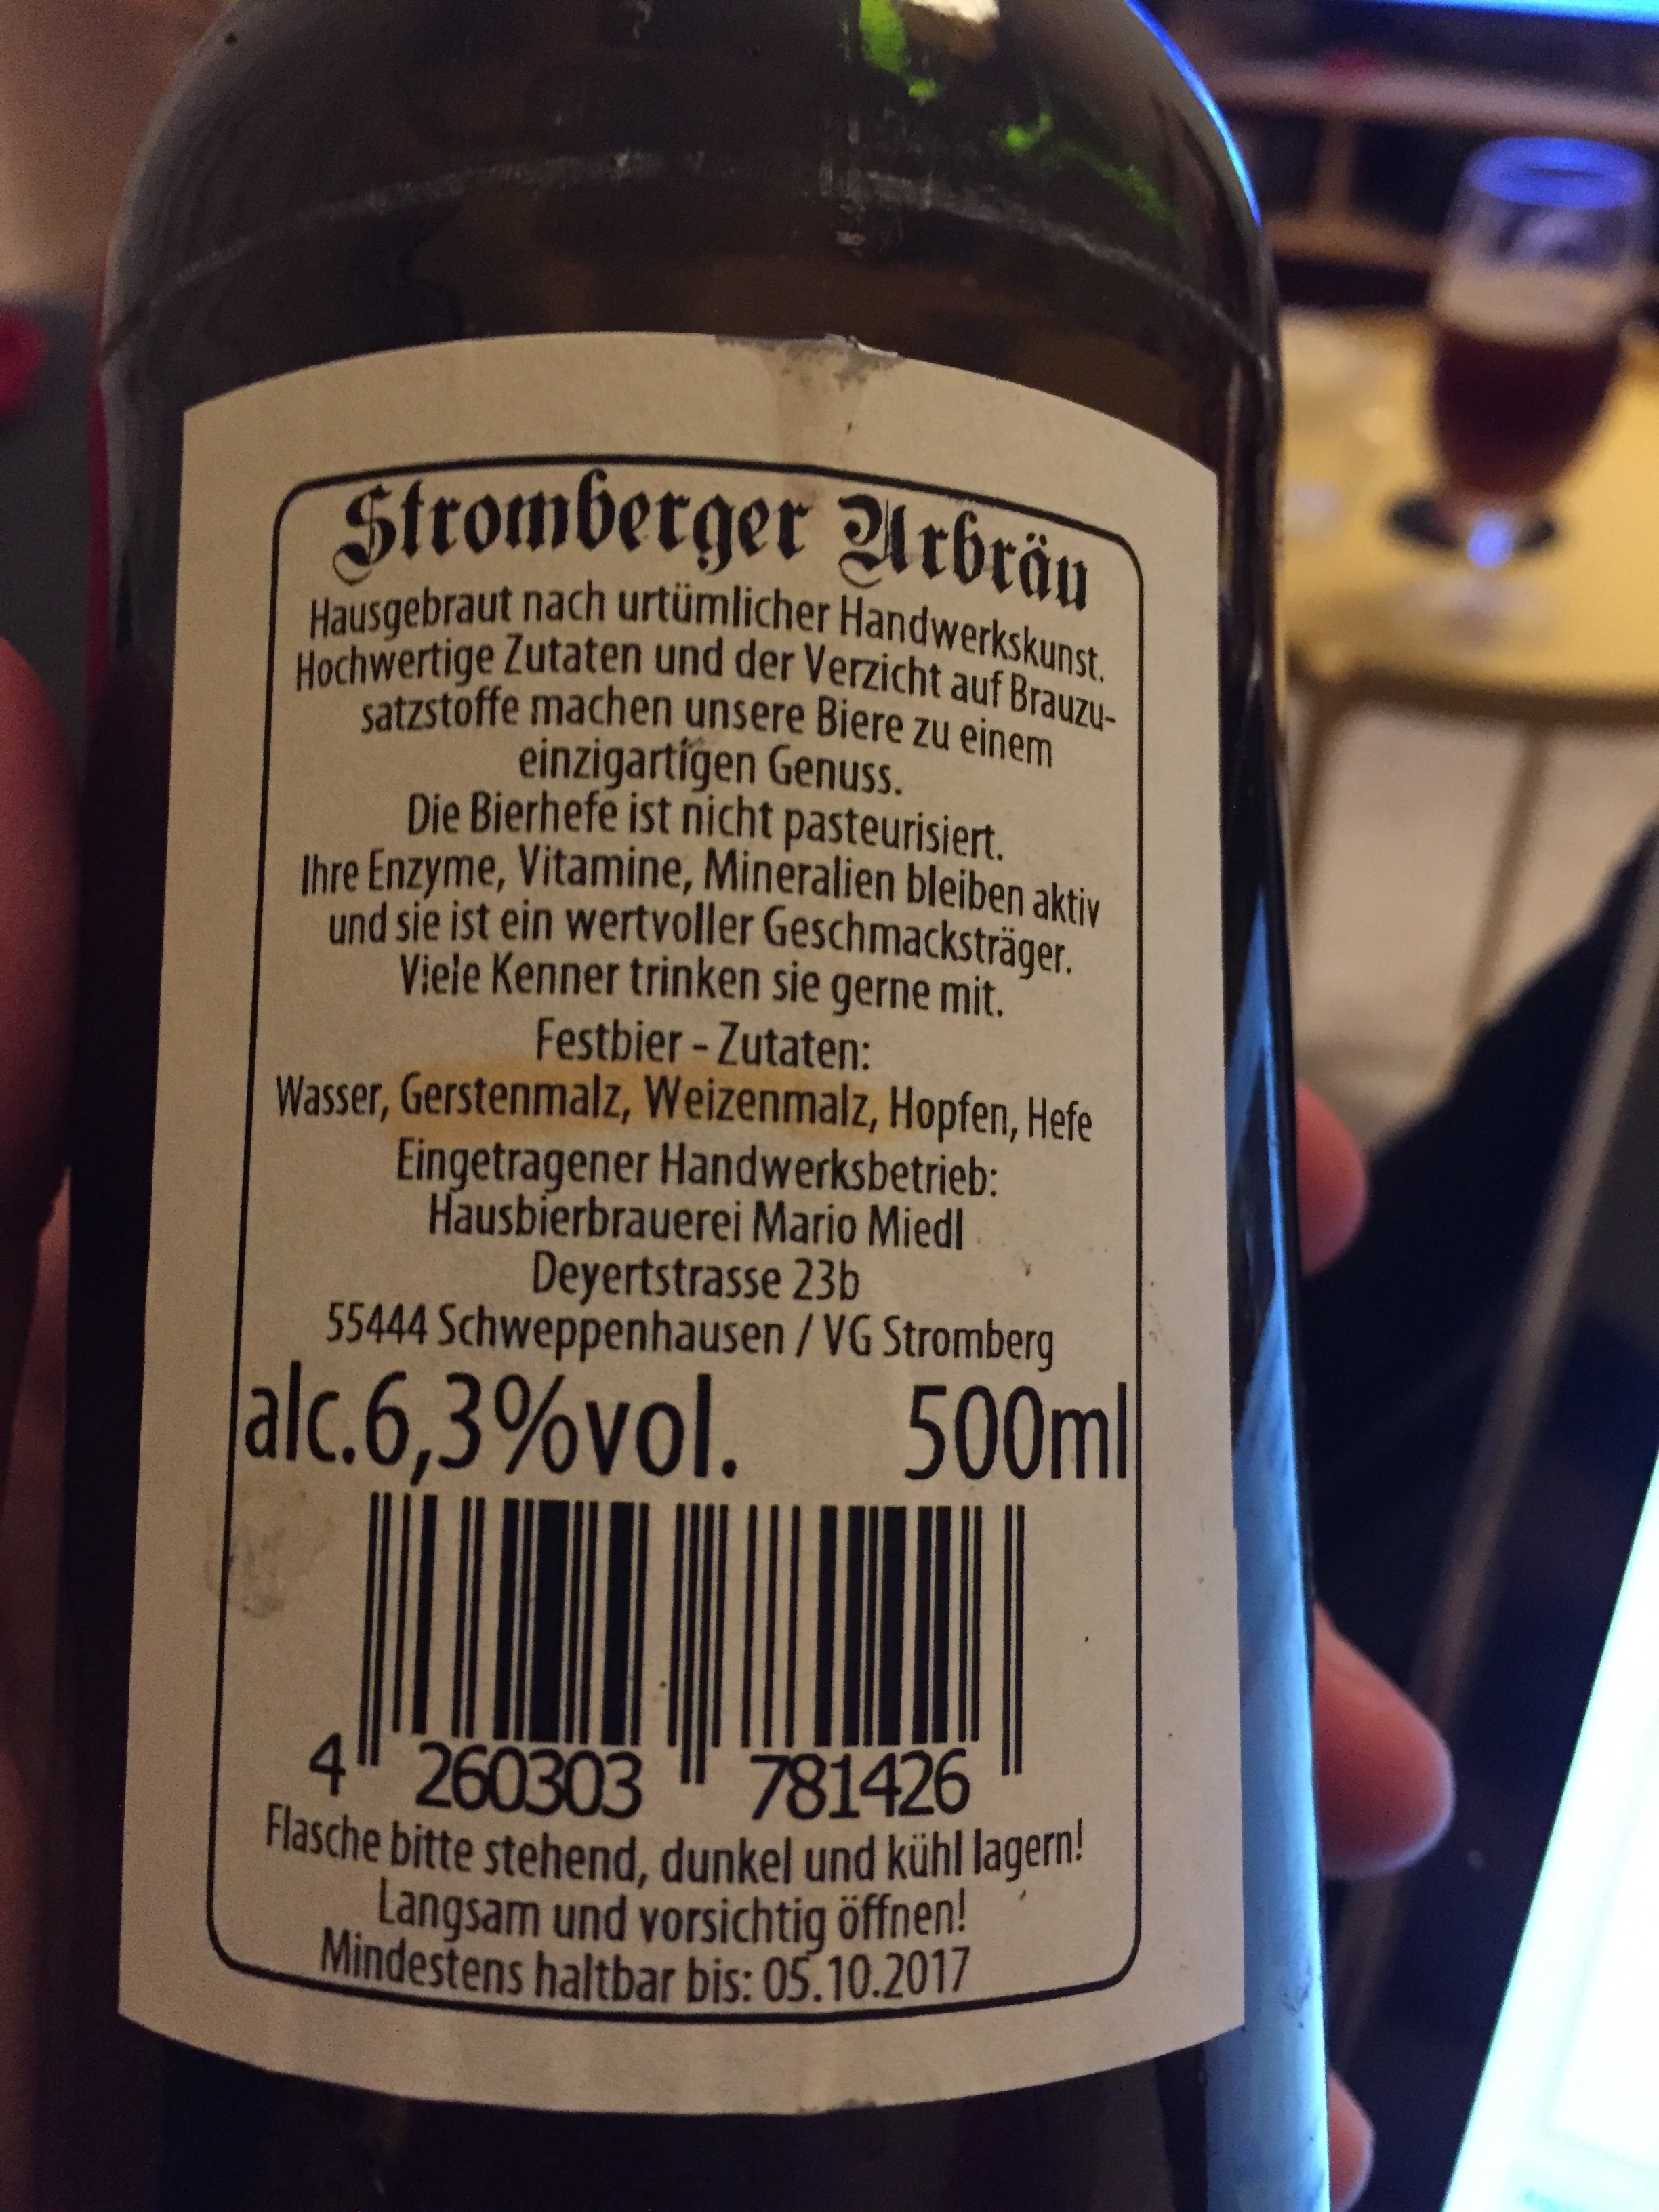 Stromberger Urbräu
Hausgebraut nach urtümlicher Handwerkskunst.
Hochwertige Zutaten und der Verzicht auf Brauzu-
satzstoffe machen unsere Biere zu einem
einzigartigen Genuss.
Die Bierhefe ist nicht pasteurisiert.
Ihre Enzyme, Vitamine, Mineralien bleiben aktiv
und sie ist ein wertvoller Geschmacksträger.
Viele Kenner trinken sie gerne mit.
Festbier - Zutaten:
Wasser, Gerstenmalz, Weizenmalz, Hopfen, Hefe
Eingetragener Handwerksbetrieb:
Hausbierbrauerei Mario Miedl
Deyertstrasse 23b
55444 Schweppenhausen / VG Stromberg
alc.6,3%vol. 500ml
4 260303 781426
Flasche bitte stehend, dunkel und kühl lagern!
Langsam und vorsichtig öffnen!
Mindestens haltbar bis: 05.10.2017